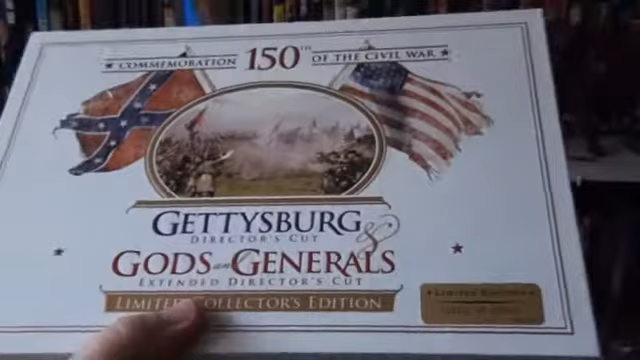 COMMEMORATION 150TH OF THE CIVIL WAR
GETTYSBURG
DIRECTOR'S CUT
&
GODS and GENERALS
EXTENDED DIRECTOR'S CUT
LIMITED COLLECTOR'S EDITION
LIMITED EDITION